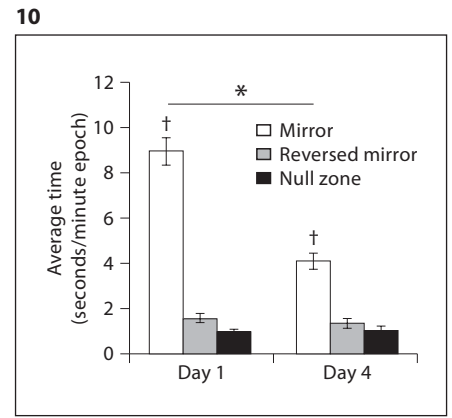 10
12
10
8
6
4
2
0
Average time
(seconds/minute epoch)
*
†
†
Mirror
Reversed mirror
Null zone
Day 1
Day 4